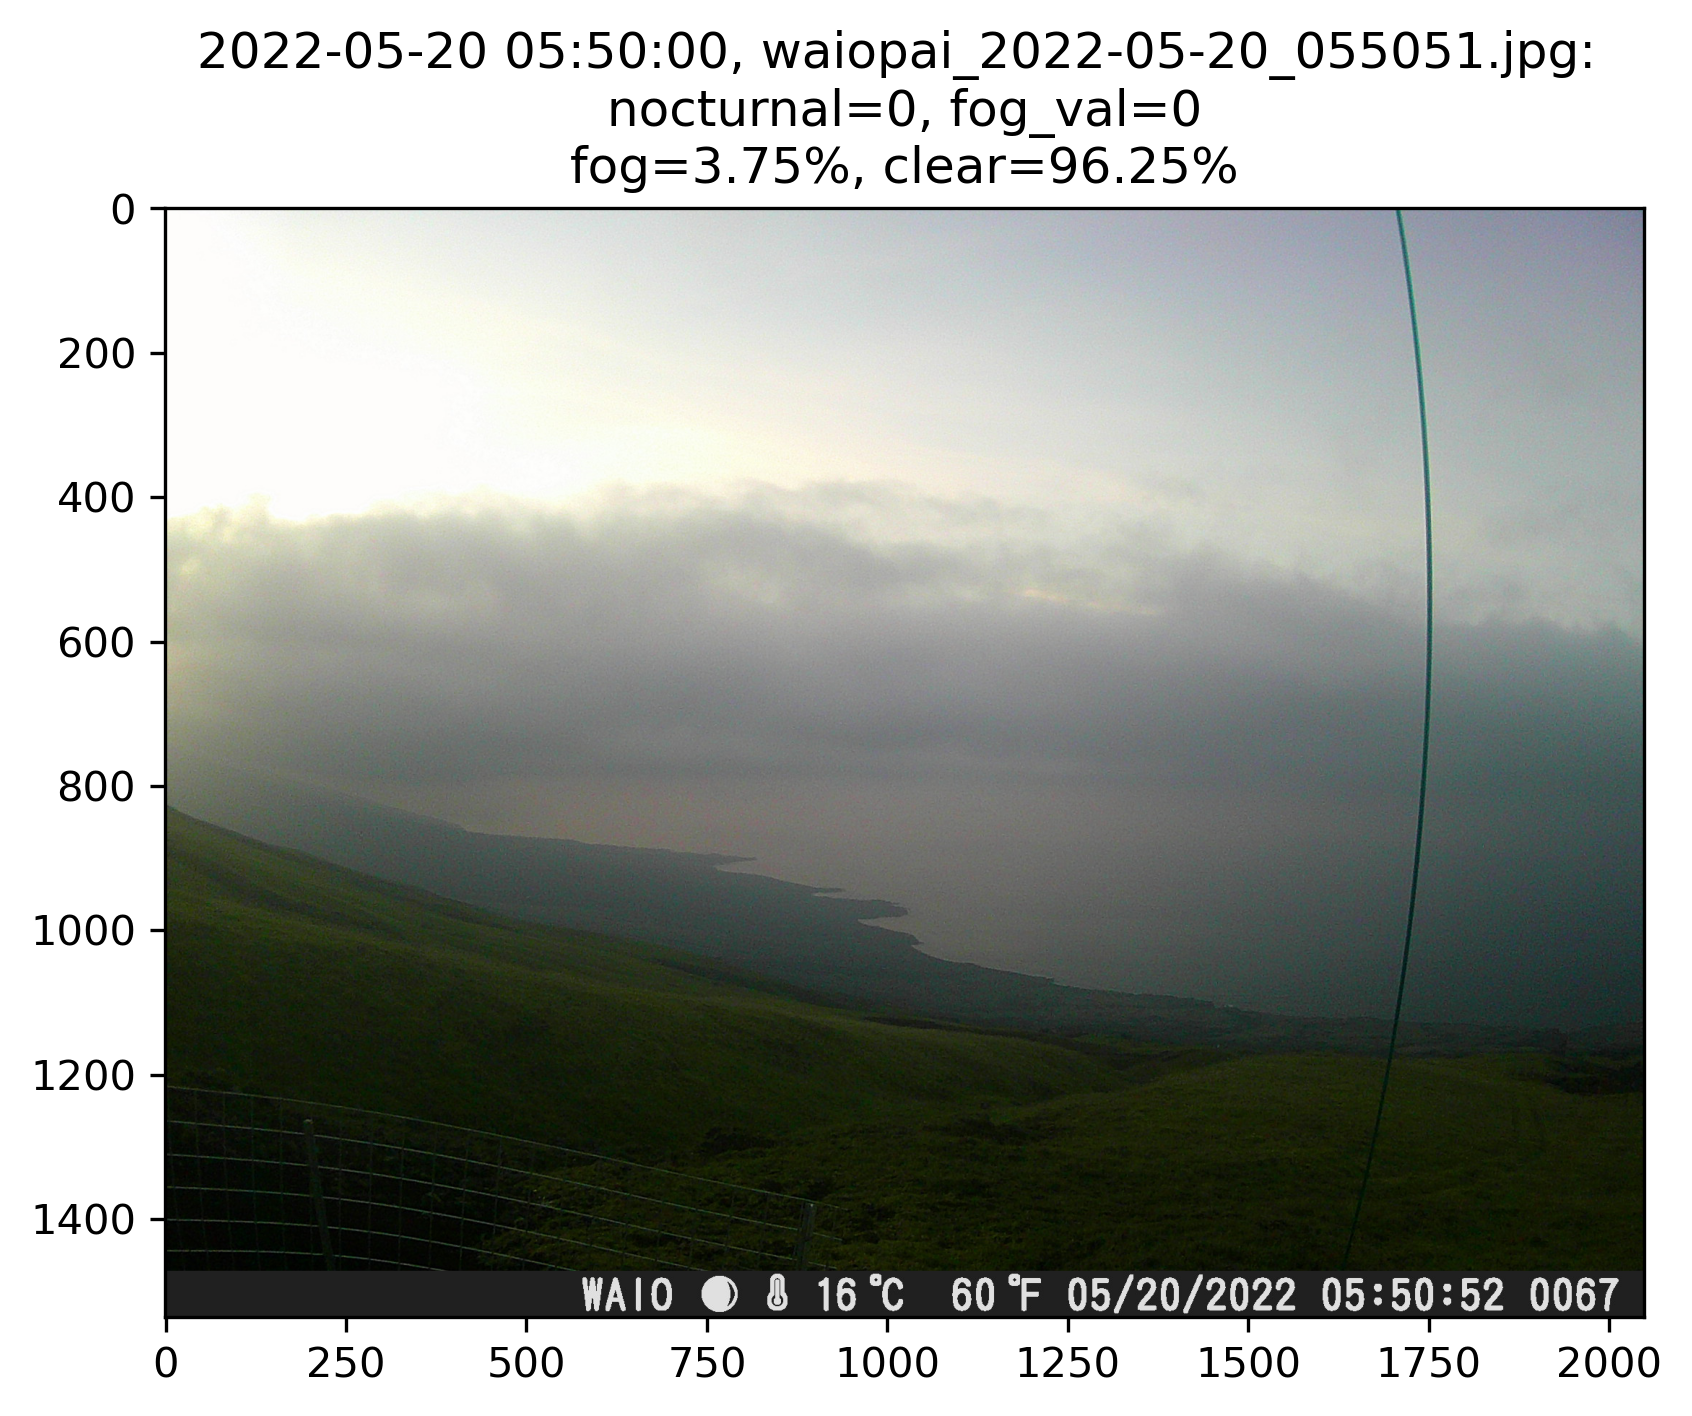 2022-05-20 05:50:00, waiopai_2022-05-20_055051.jpg:
nocturnal=0, fog_val=0
fog=3.75%, clear=96.25%
0
200
400
600
800
1000
1200
1400
WAIO 16°C 60°F 05/20/2022 05:50:52 0067
0 250 500 750 1000 1250 1500 1750 2000